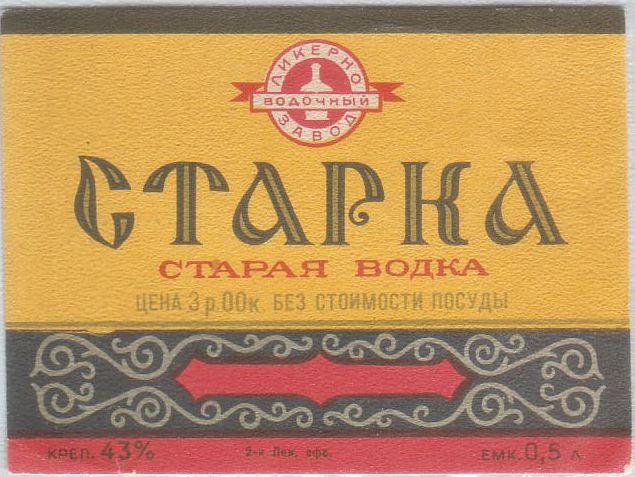 ЛИКЕРНО
ВОДОЧНЫЙ
ЗАВОД
СТАРКА
СТАРАЯ ВОДКА
ЦЕНА 3 р. 00 к. БЕЗ СТОИМОСТИ ПОСУДЫ
КРЕП. 43% 2-я Лен. офс. ЕМК. 0,5 Л.